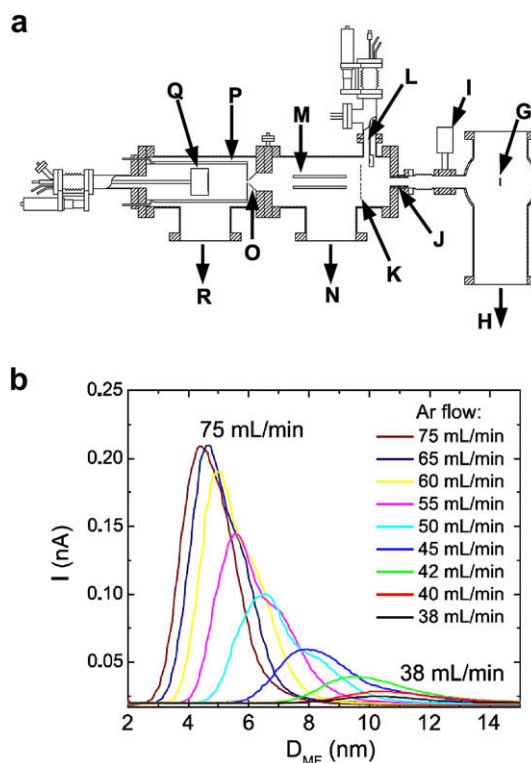 a
Q
P
M
L
I
G
O
K
J
R
N
H
b
0.25
0.20
0.15
0.10
0.05
I (nA)
75 mL/min
Ar flow:
75 mL/min
65 mL/min
60 mL/min
55 mL/min
50 mL/min
45 mL/min
42 mL/min
40 mL/min
38 mL/min
38 mL/min
2 4 6 8 10 12 14
D_MF (nm)